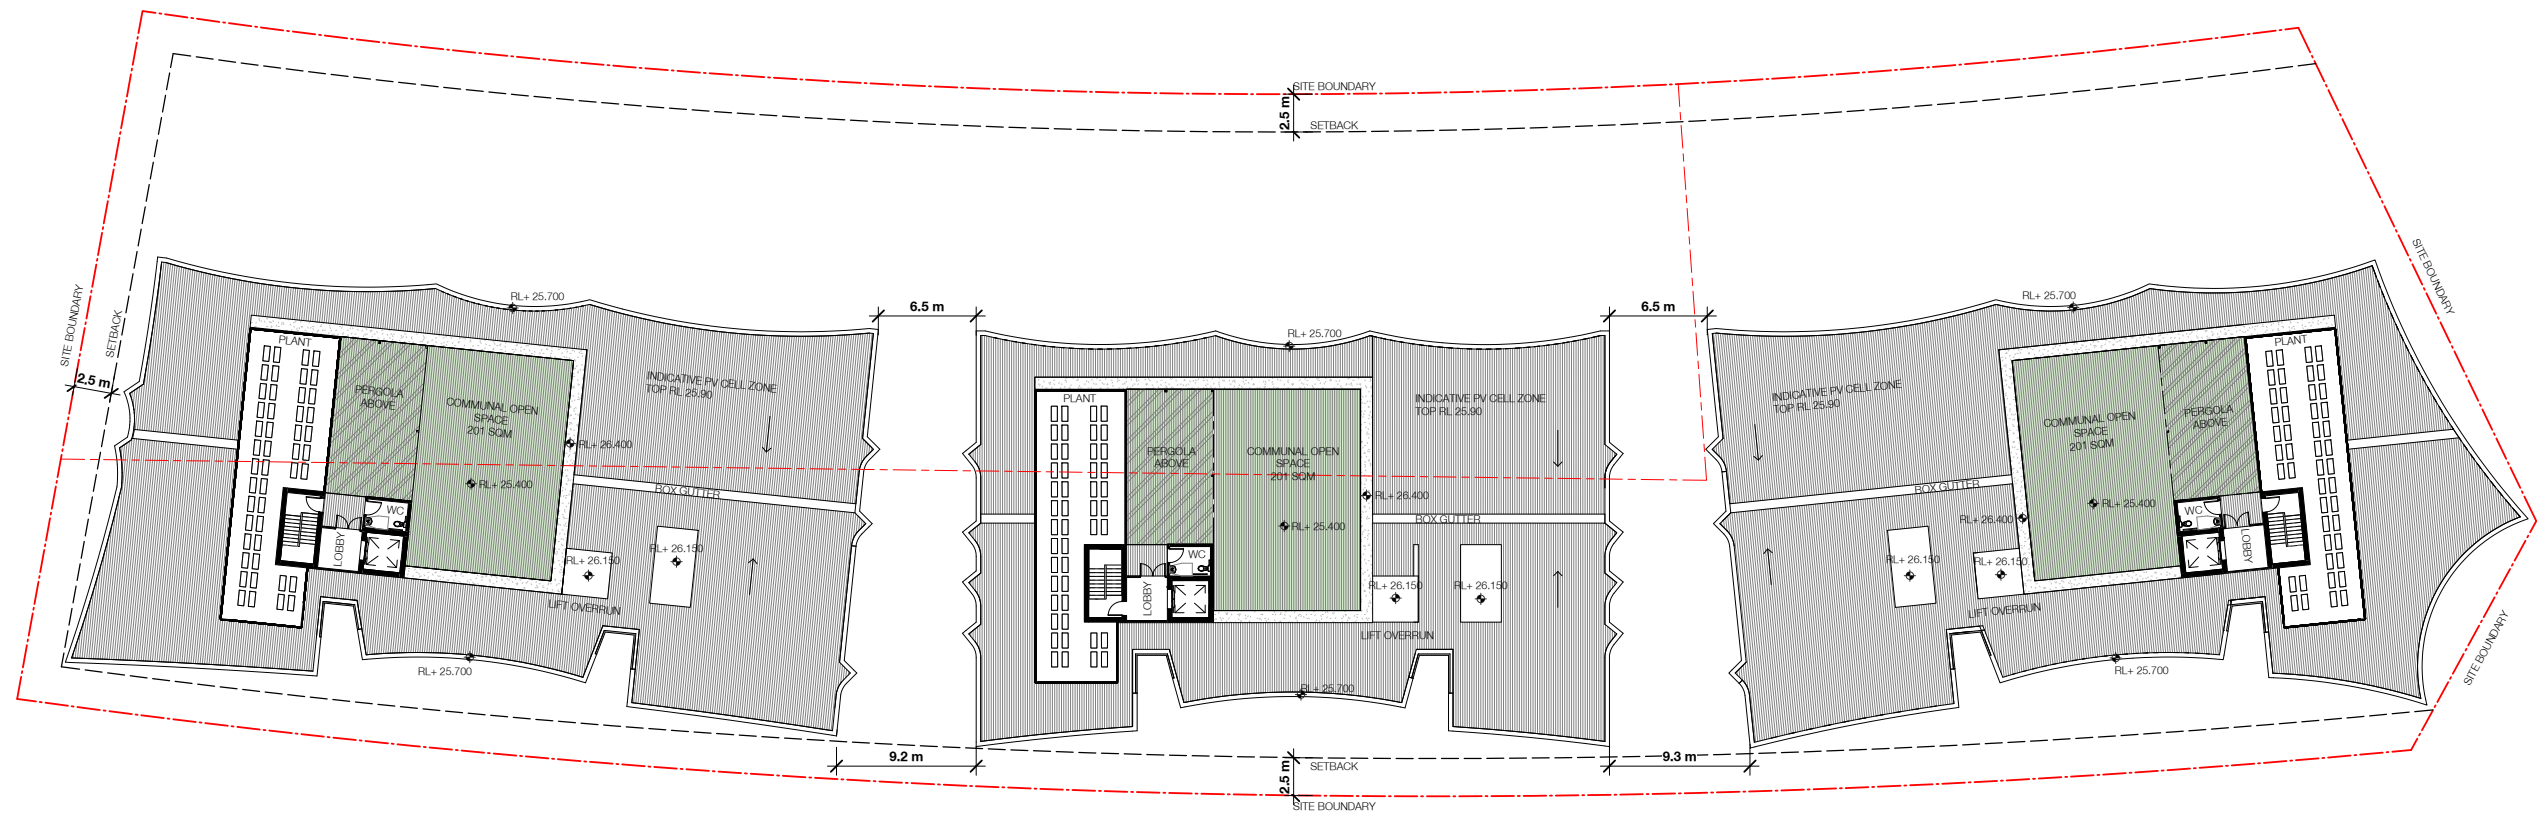 SITE BOUNDARY
2.5 m
SETBACK
SITE BOUNDARY
SETBACK
2.5 m
RL+ 25.700
PLANT
PERGOLA
ABOVE
COMMUNAL OPEN
SPACE
201 SQM
RL+ 26.400
RL+ 25.400
INDICATIVE PV CELL ZONE
TOP RL 25.90
BOX GUTTER
WC
LOBBY
RL+ 26.150
RL+ 26.150
LIFT OVERRUN
RL+ 25.700
6.5 m
9.2 m
RL+ 25.700
PLANT
PERGOLA
ABOVE
COMMUNAL OPEN
SPACE
201 SQM
RL+ 26.400
RL+ 25.400
INDICATIVE PV CELL ZONE
TOP RL 25.90
BOX GUTTER
WC
LOBBY
RL+ 26.150
RL+ 26.150
LIFT OVERRUN
RL+ 25.700
6.5 m
9.3 m
RL+ 25.700
INDICATIVE PV CELL ZONE
TOP RL 25.90
PLANT
PERGOLA
ABOVE
COMMUNAL OPEN
SPACE
201 SQM
BOX GUTTER
RL+ 26.400
RL+ 25.400
WC
LOBBY
RL+ 26.150
RL+ 26.150
LIFT OVERRUN
RL+ 25.700
SITE BOUNDARY
SITE BOUNDARY
2.5 m
SETBACK
SITE BOUNDARY